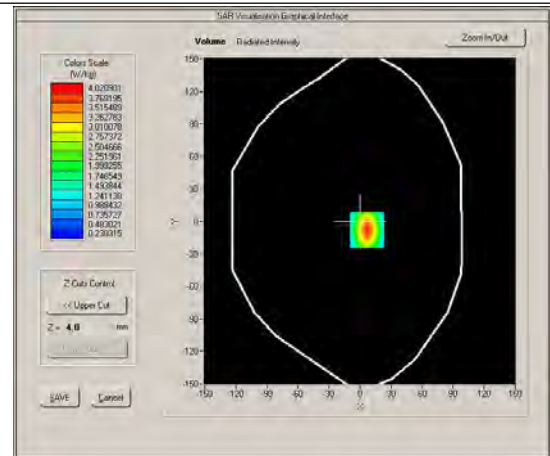 SAR Visualisation Graphical Interface
Volume Radiated Intensity
Zoom In/Out
Colors Scale
(W/kg)
4.020901
3.768195
3.515489
3.262783
3.010078
2.757372
2.504666
2.251961
1.999255
1.746549
1.493844
1.241138
0.988432
0.735727
0.483021
0.230315
150
120
90
60
30
0
-30
-60
-90
-120
-150
Y
-150 -120 -90 -60 -30 0 30 60 90 120 150
X
Z Cuts Control
<< Upper Cut
Z = 4.0 mm
SAVE Cancel